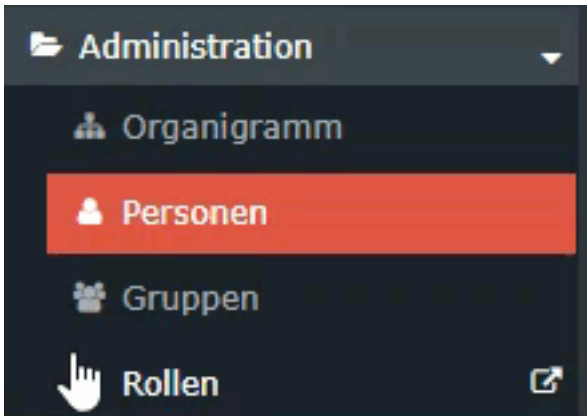 Administration
Organigramm
Personen
Gruppen
Rollen